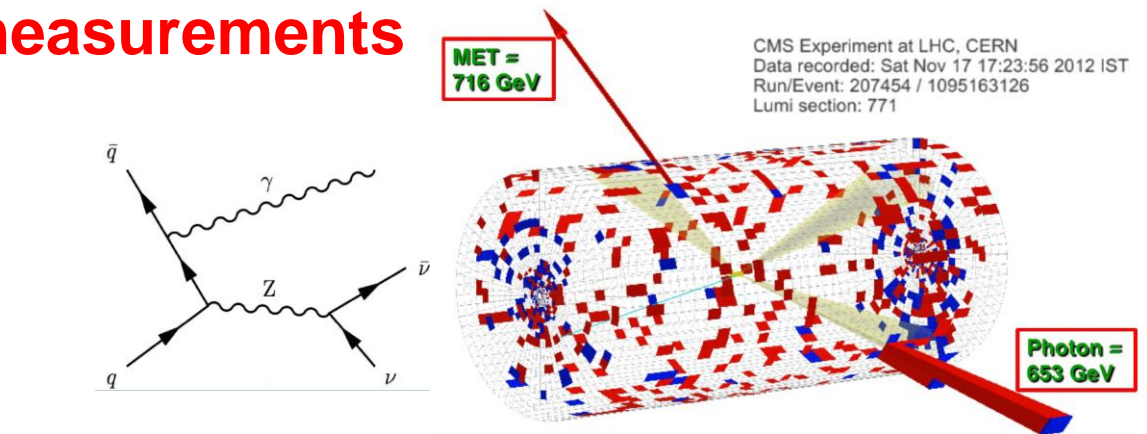 measurements
MET =
716 GeV
CMS Experiment at LHC, CERN
Data recorded: Sat Nov 17 17:23:56 2012 IST
Run/Event: 207454 / 1095163126
Lumi section: 771
q̄
γ
Z
ν̄
q
ν
Photon =
653 GeV